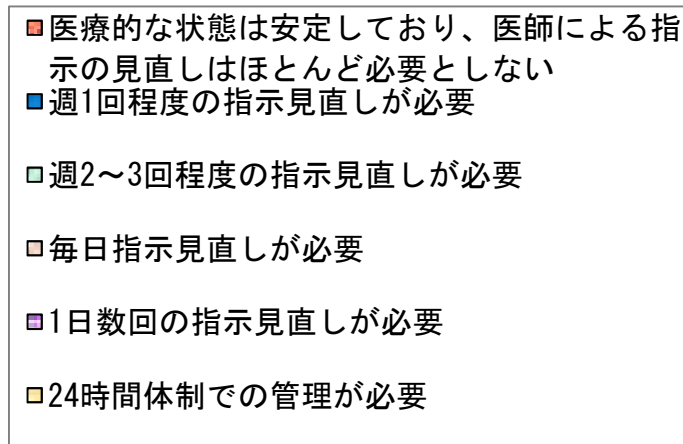 医療的な状態は安定しており、医師による指
示の見直しはほとんど必要としない
週1回程度の指示見直しが必要
週2～3回程度の指示見直しが必要
毎日指示見直しが必要
1日数回の指示見直しが必要
24時間体制での管理が必要